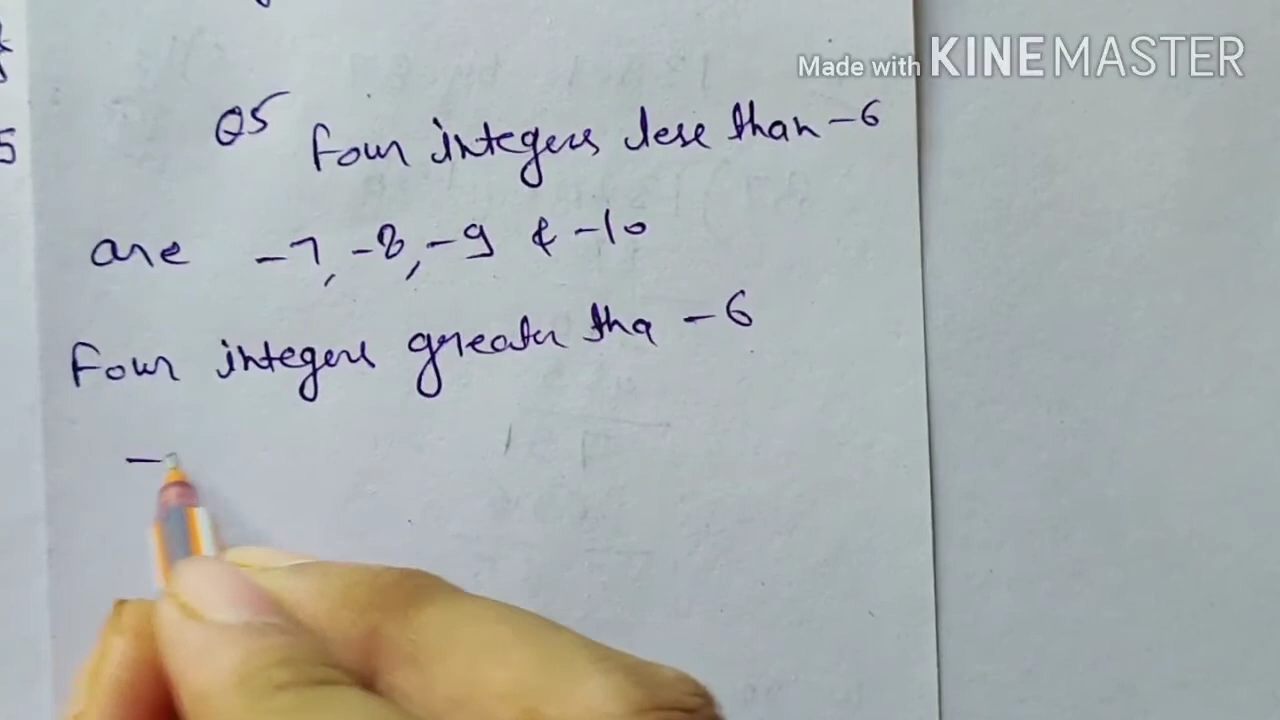 Made with KINEMASTER
5
Q5 Four integers less than -6
are -7, -8, -9 & -10
Four integers greater tha -6
-